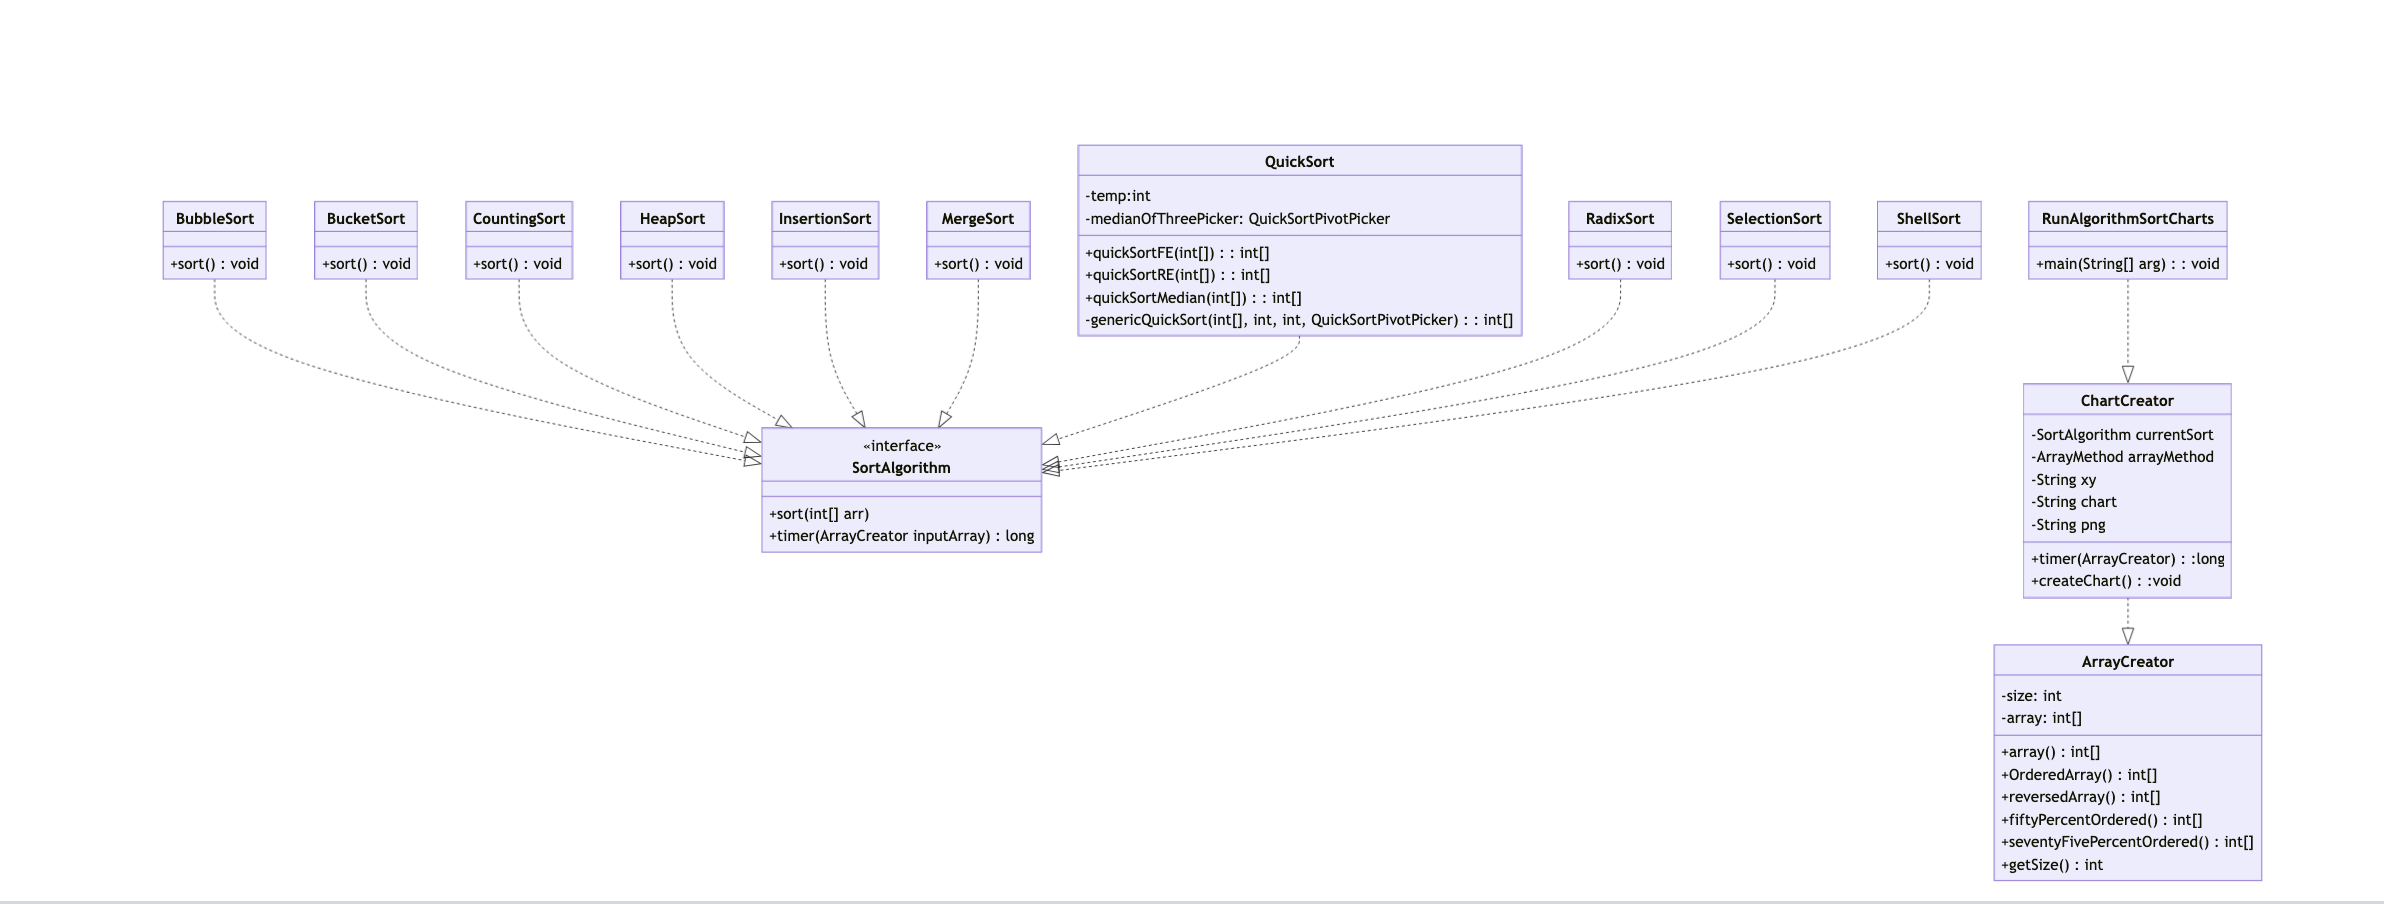 BubbleSort
+sort() : void
BucketSort
+sort() : void
CountingSort
+sort() : void
HeapSort
+sort() : void
InsertionSort
+sort() : void
MergeSort
+sort() : void
QuickSort
-temp:int
-medianOfThreePicker: QuickSortPivotPicker
+quickSortFE(int[]) : : int[]
+quickSortRE(int[]) : : int[]
+quickSortMedian(int[]) : : int[]
-genericQuickSort(int[], int, int, QuickSortPivotPicker) : : int[]
RadixSort
+sort() : void
SelectionSort
+sort() : void
ShellSort
+sort() : void
RunAlgorithmSortCharts
+main(String[] arg) : : void
«interface»
SortAlgorithm
+sort(int[] arr)
+timer(ArrayCreator inputArray) : long
ChartCreator
-SortAlgorithm currentSort
-ArrayMethod arrayMethod
-String xy
-String chart
-String png
+timer(ArrayCreator) : :long
+createChart() : :void
ArrayCreator
-size: int
-array: int[]
+array() : int[]
+OrderedArray() : int[]
+reversedArray() : int[]
+fiftyPercentOrdered() : int[]
+seventyFivePercentOrdered() : int[]
+getSize() : int